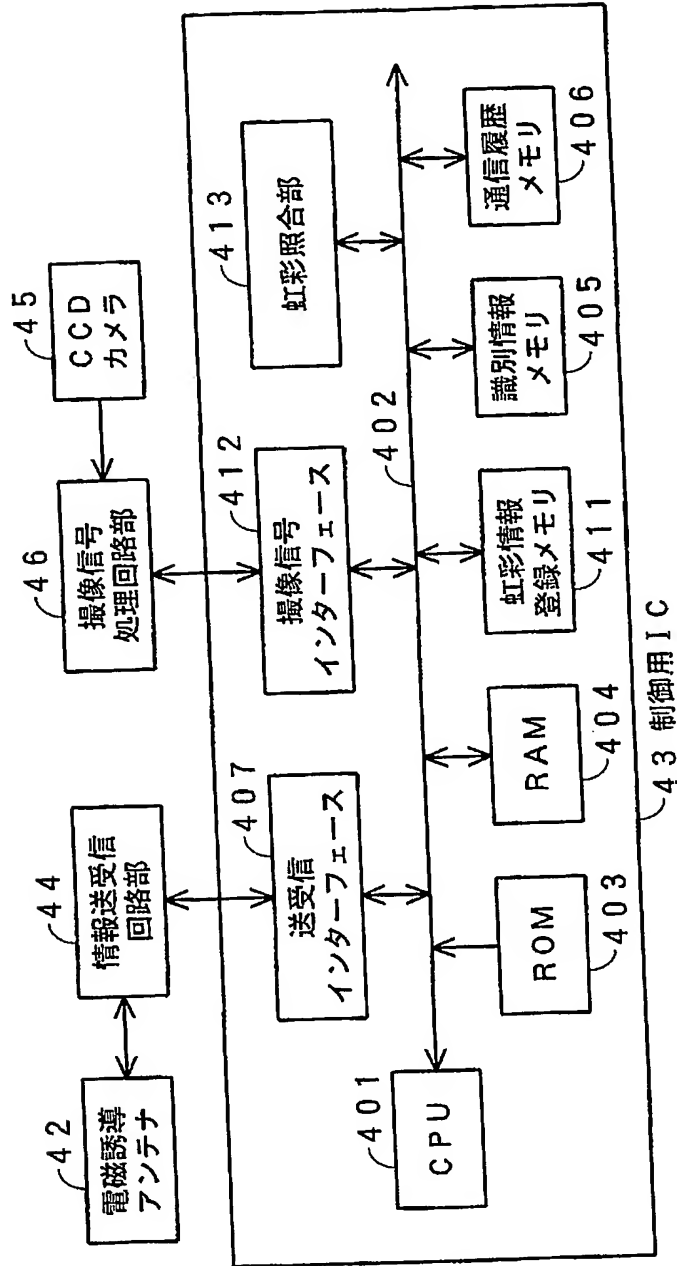 42
電磁誘導
アンテナ
44
情報送受信
回路部
46
撮像信号
処理回路部
45
CCD
カメラ
407
送受信
インターフェース
412
撮像信号
インターフェース
413
虹彩照合部
402
401
CPU
ROM
403
RAM
404
虹彩情報
登録メモリ
411
識別情報
メモリ
405
通信履歴
メモリ
406
43 制御用IC